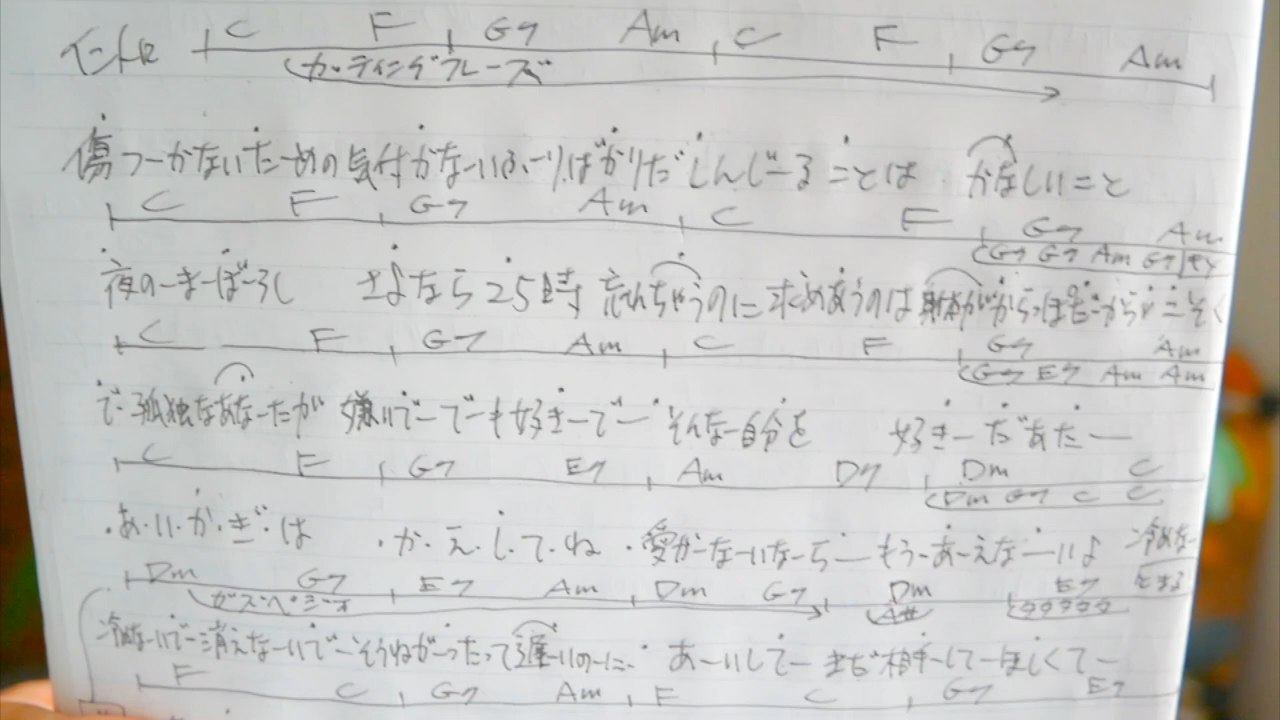 イントロ C F G7 Am C F G7 Am
カッティングフレーズ
傷つーかないたーめの気付かなーいふーりばかりだ しんじーることは かなしいこと
C F G7 Am C F G7 Am
G7 G7 Am G7
夜のーまーぼーろし さよなら25時 忘れちゃうのに求めあうのは
C F G7 Am C F G7 Am
G7 E7 Am Am
で孤独なあなーたが 嫌いでーでーも好きーでー そんなー自分を 好きーだあたー
C F G7 E7 Am D7 Dm C
Dm G7 C C
・あ・い・か・ぎ・は ・か・え・し・て・ね ・愛がーないなーらーもうーあーえなーいよ 冷めなー
Dm G7 E7 Am Dm G7 Dm E7 とまる
A#
冷めなーいでー消えなーいでーそうねがーったって遅いのーにー あーいしてーまだ相手ーしてーほしくてー
F C G7 Am F C G7 E7